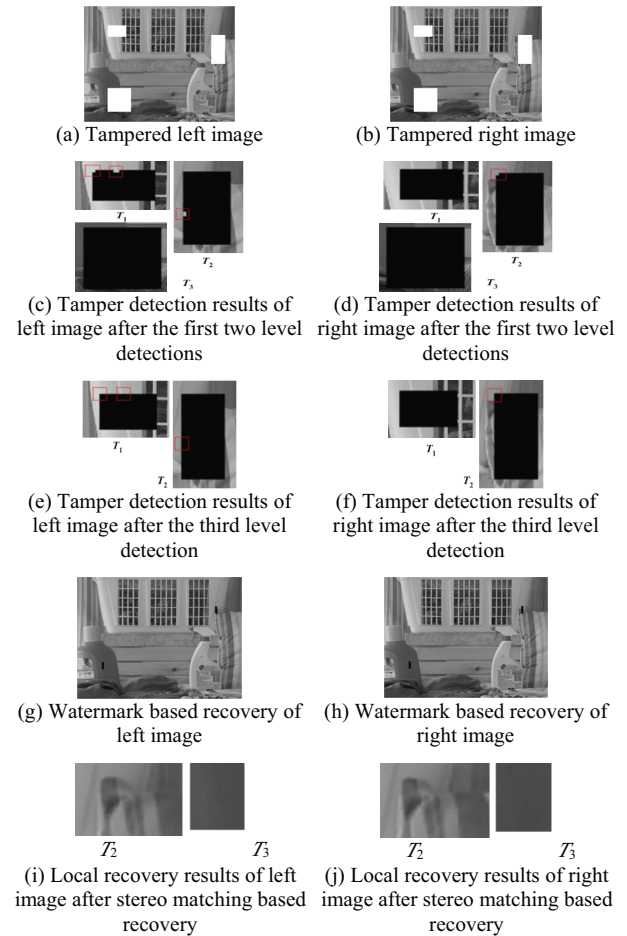 (a) Tampered left image
(b) Tampered right image
T1
T2
T3
T1
T2
T3
(c) Tamper detection results of
left image after the first two level
detections
(d) Tamper detection results of
right image after the first two level
detections
T1
T2
T1
T2
(e) Tamper detection results of
left image after the third level
detection
(f) Tamper detection results of
right image after the third level
detection
(g) Watermark based recovery of
left image
(h) Watermark based recovery of
right image
T2
T3
T2
T3
(i) Local recovery results of left
image after stereo matching based
recovery
(j) Local recovery results of right
image after stereo matching based
recovery